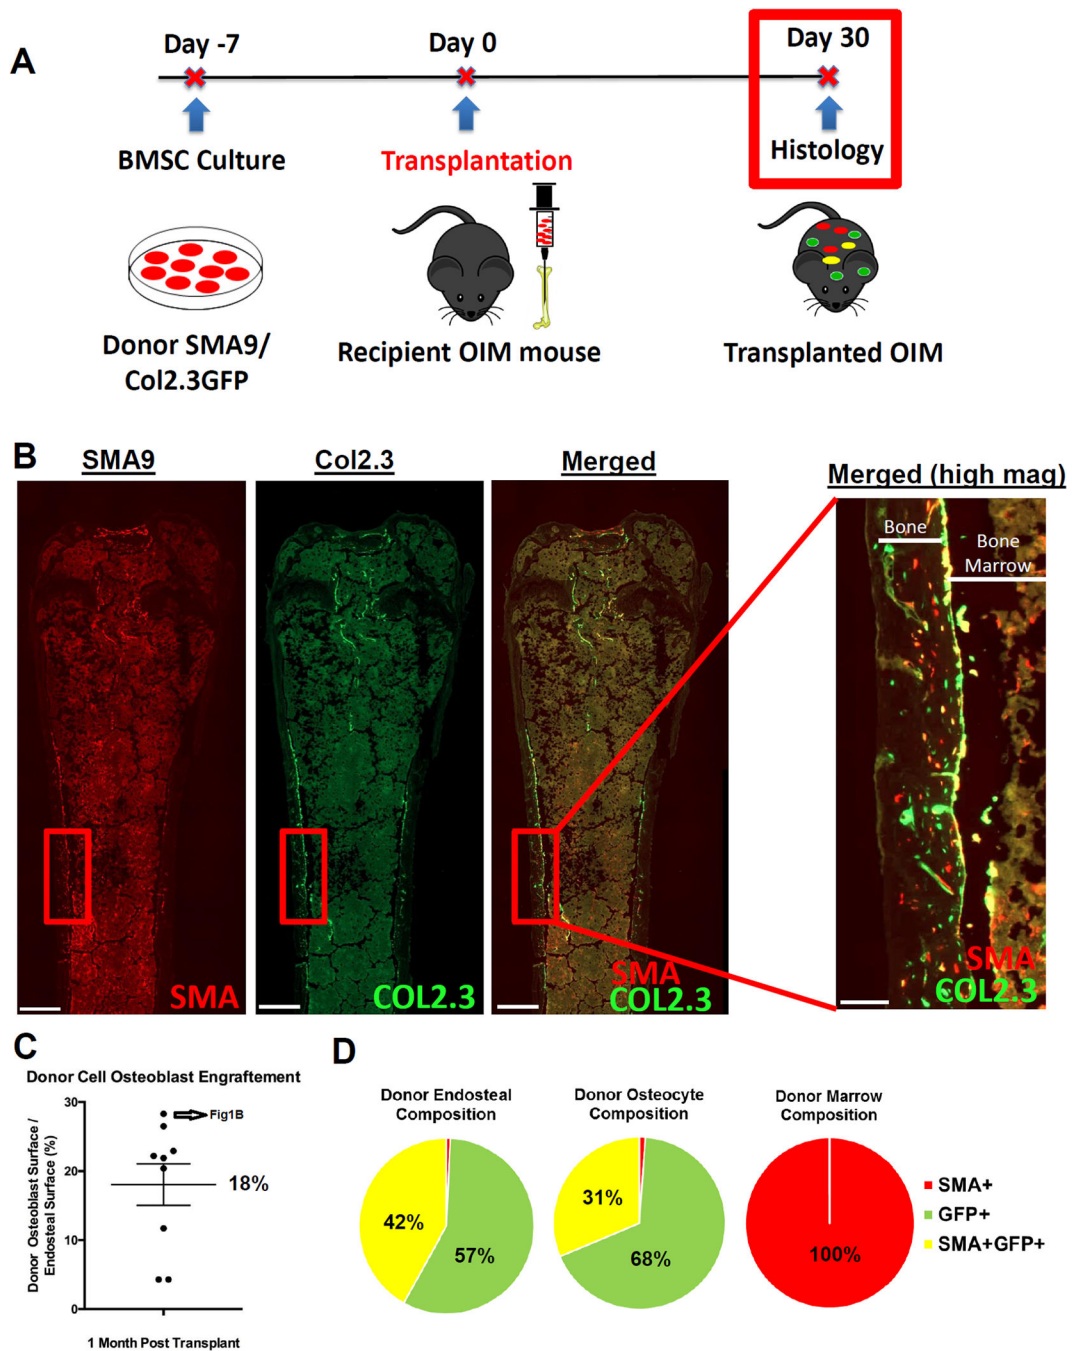 A
Day -7
Day 0
Day 30
BMSC Culture
Transplantation
Histology
Donor SMA9/
Col2.3GFP
Recipient OIM mouse
Transplanted OIM
B
SMA9
Col2.3
Merged
Merged (high mag)
Bone
Bone
Marrow
SMA
COL2.3
SMA
COL2.3
SMA
COL2.3
C
Donor Cell Osteoblast Engraftement
Donor Osteoblast Surface /
Endosteal Surface (%)
30
20
10
0
Fig1B
18%
1 Month Post Transplant
D
Donor Endosteal
Composition
Donor Osteocyte
Composition
Donor Marrow
Composition
42%
57%
31%
68%
100%
SMA+
GFP+
SMA+GFP+